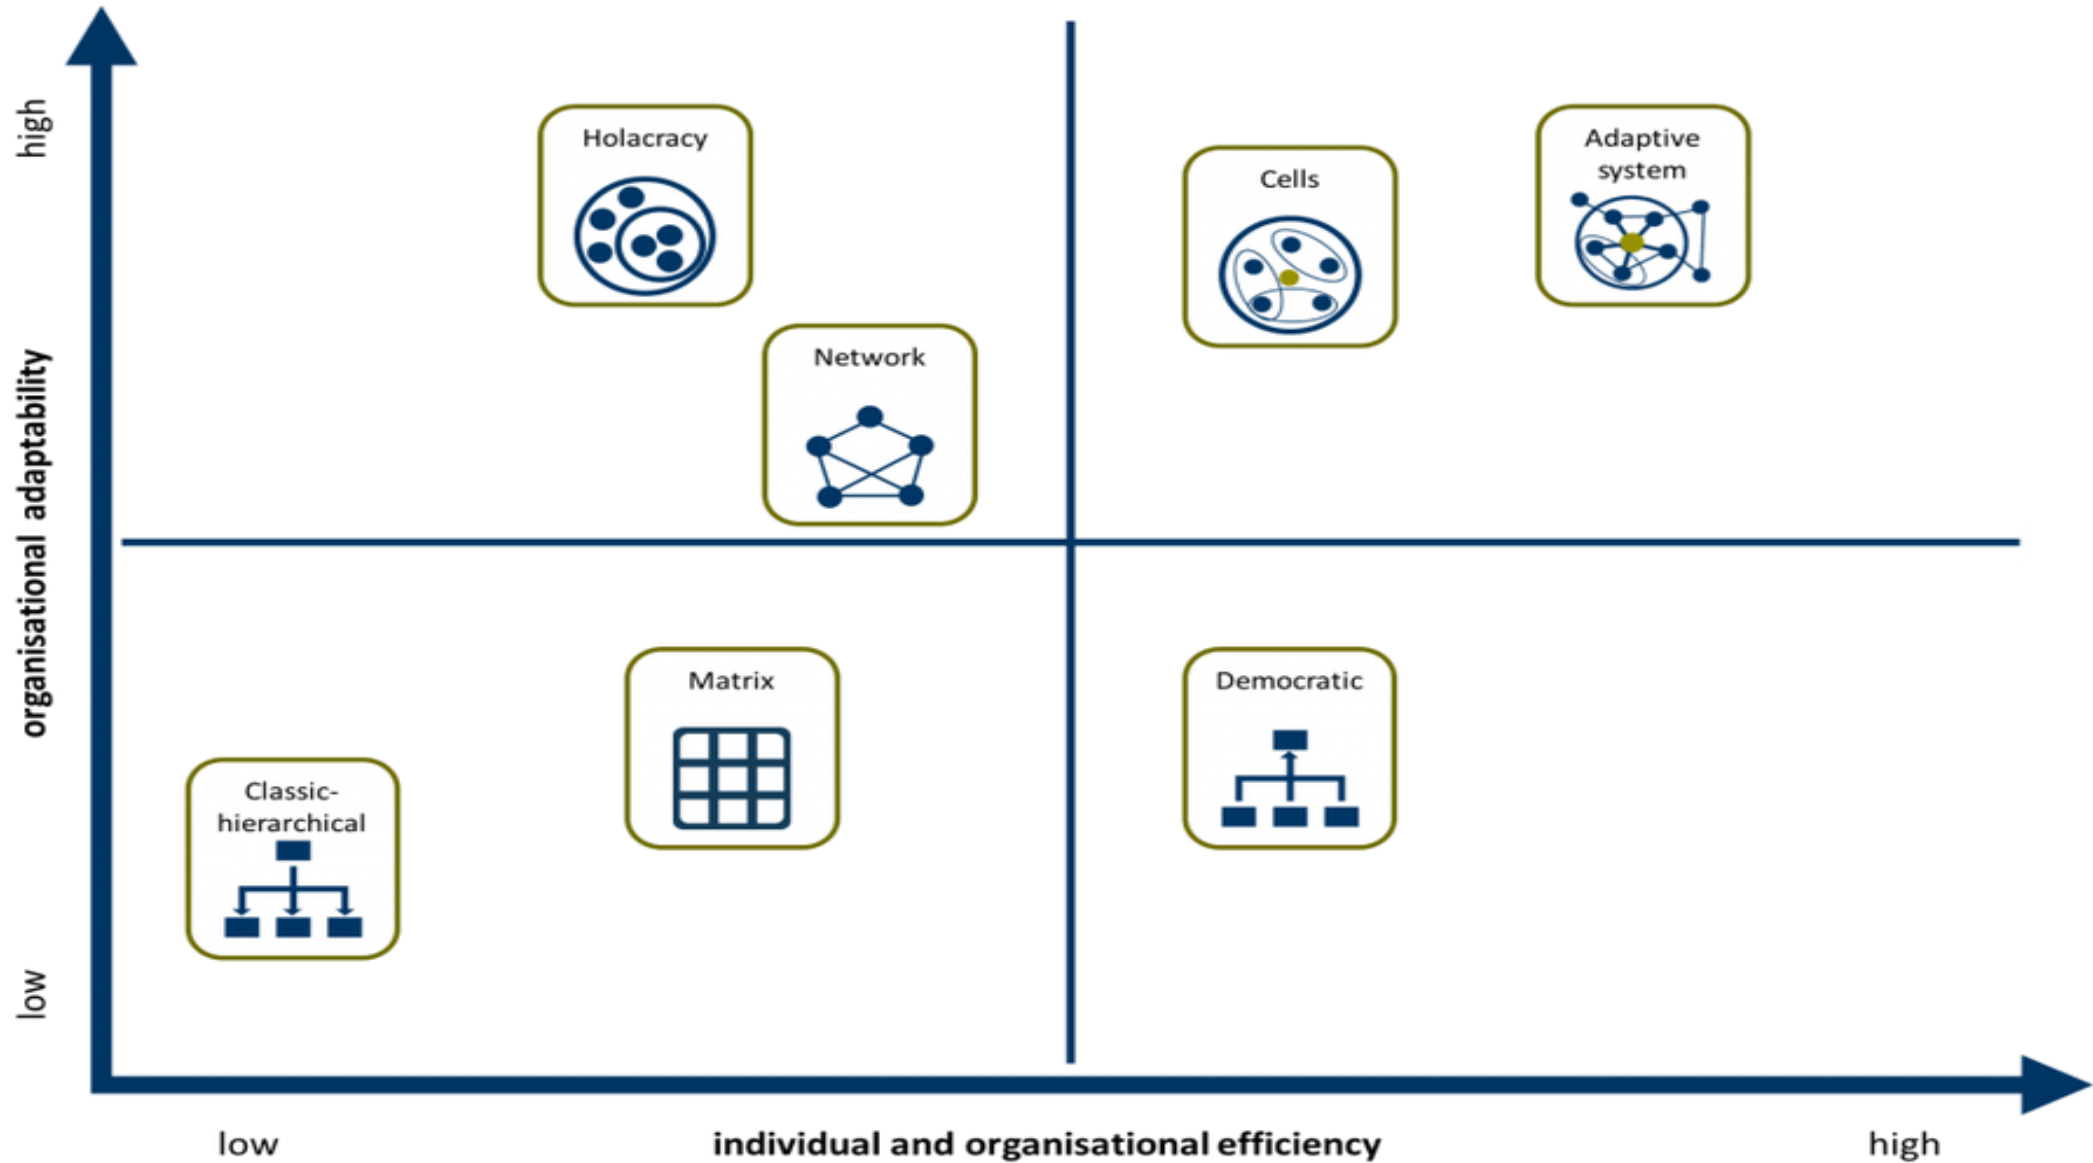 high
organisational adaptability
low
Holacracy
Cells
Adaptive
system
Network
Matrix
Democratic
Classic-
hierarchical
low
individual and organisational efficiency
high